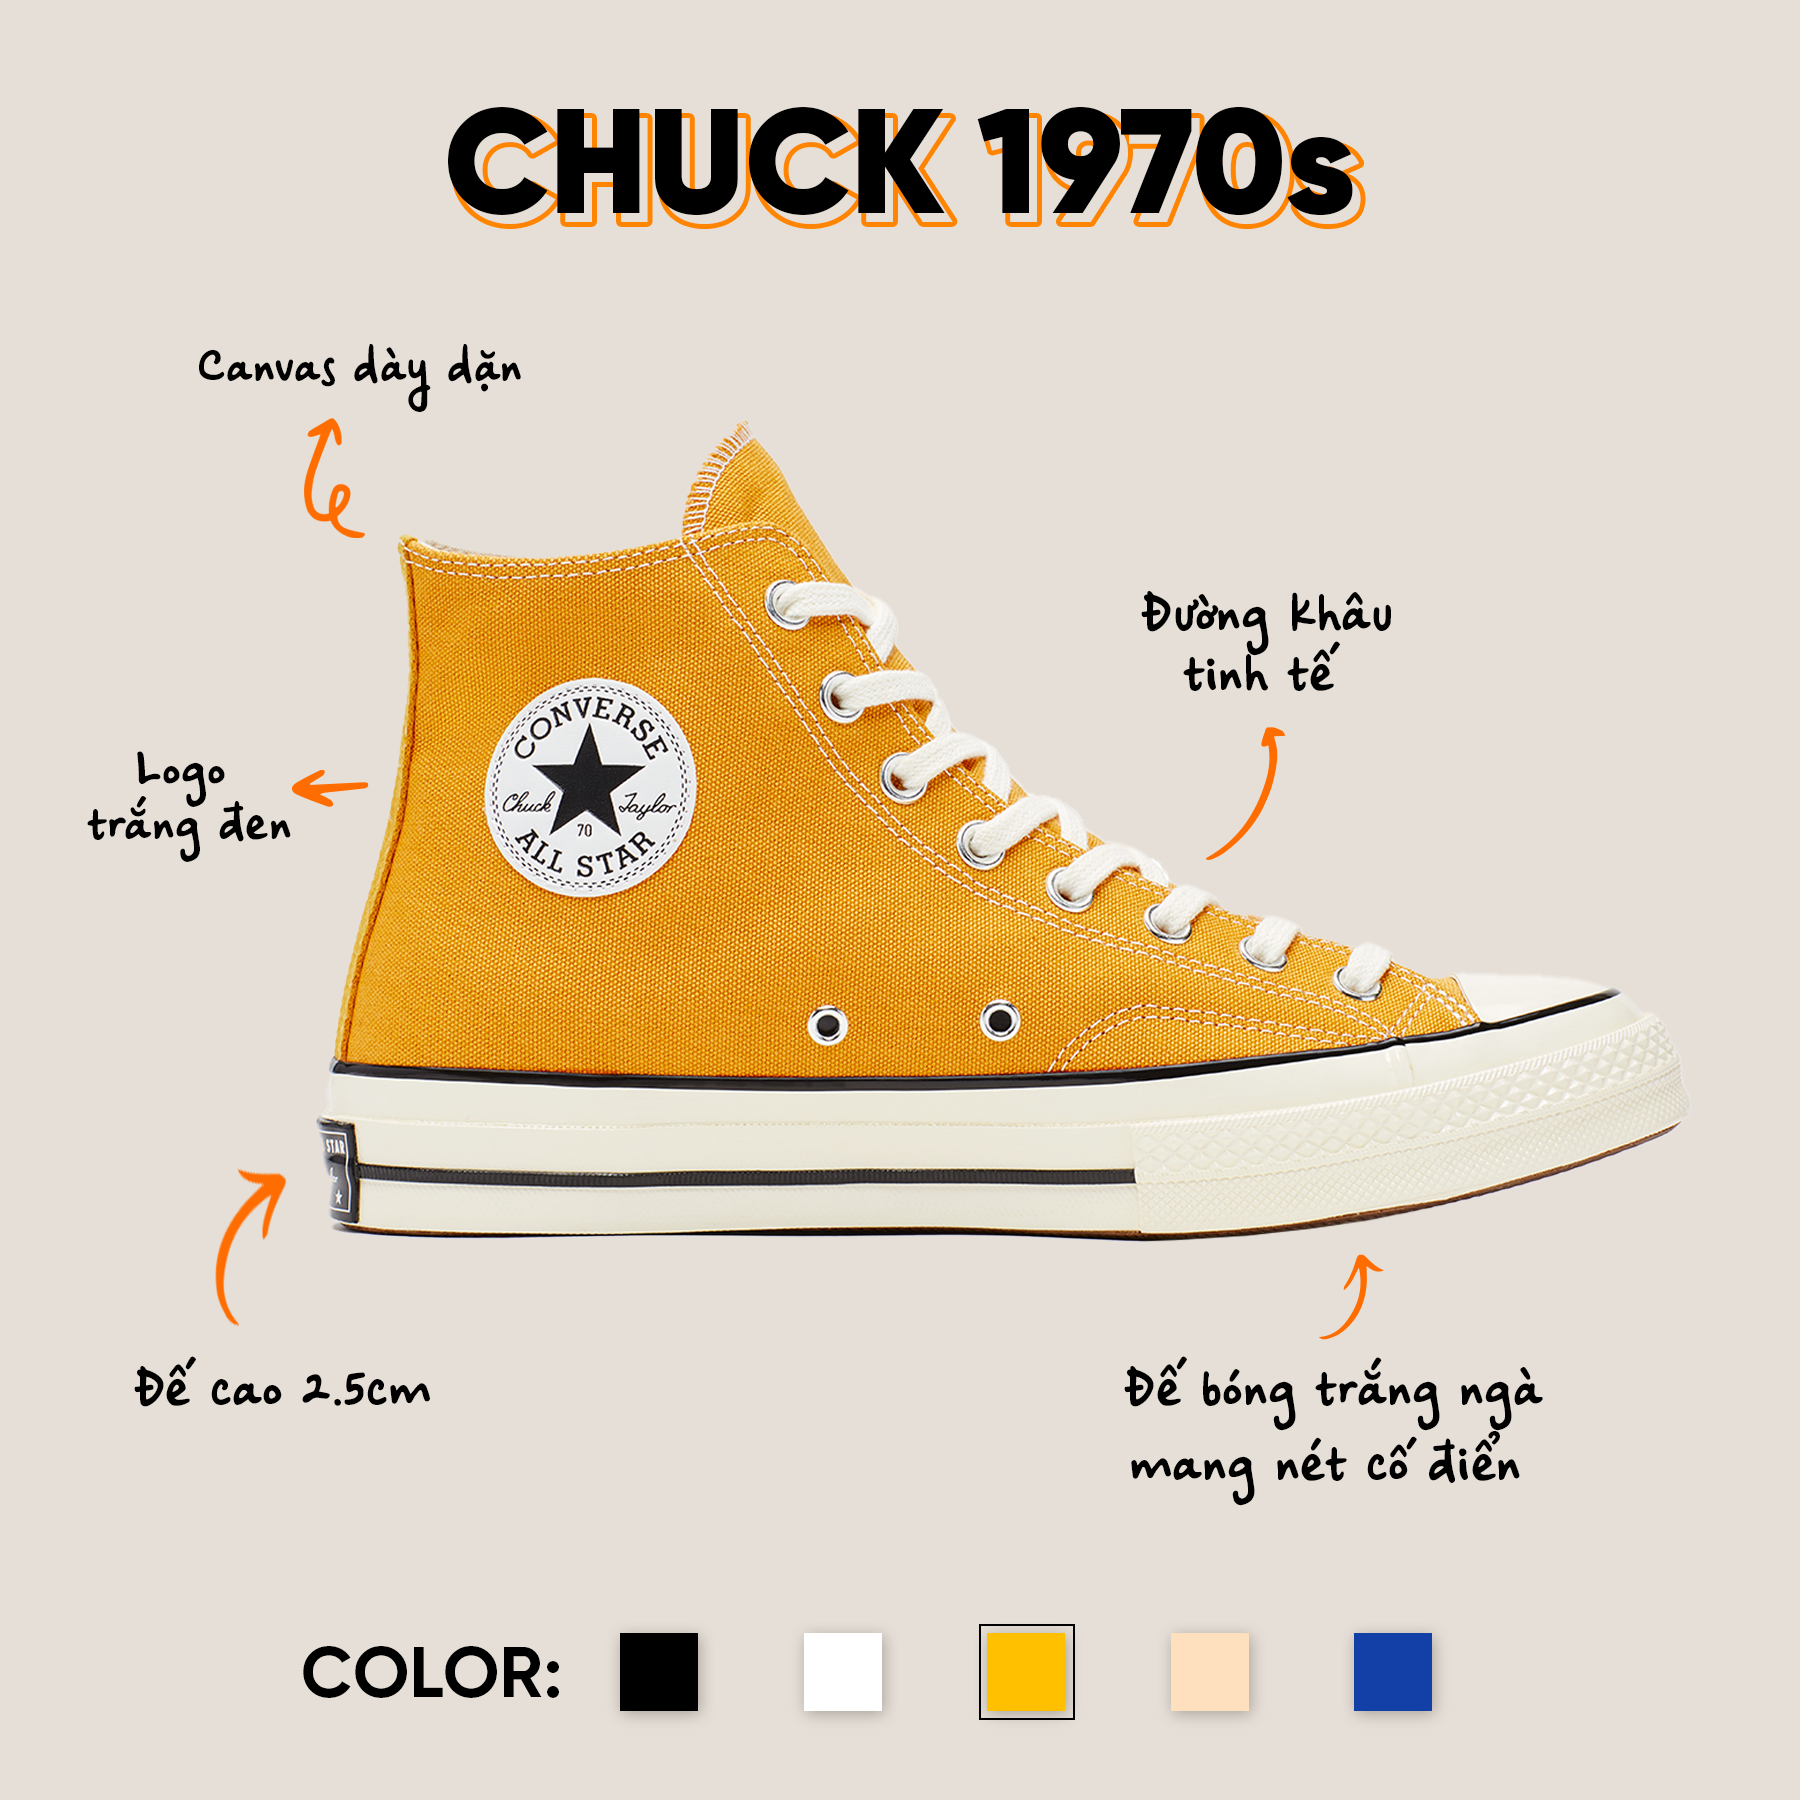 CHUCK 1970s
Canvas dày dặn
Đường khâu
tinh tế
CONVERSE
Chuck Taylor
70
ALL STAR
Logo
trắng đen
STAR
Đế cao 2.5cm
Đế bóng trắng ngà
mang nét cố điển
COLOR: